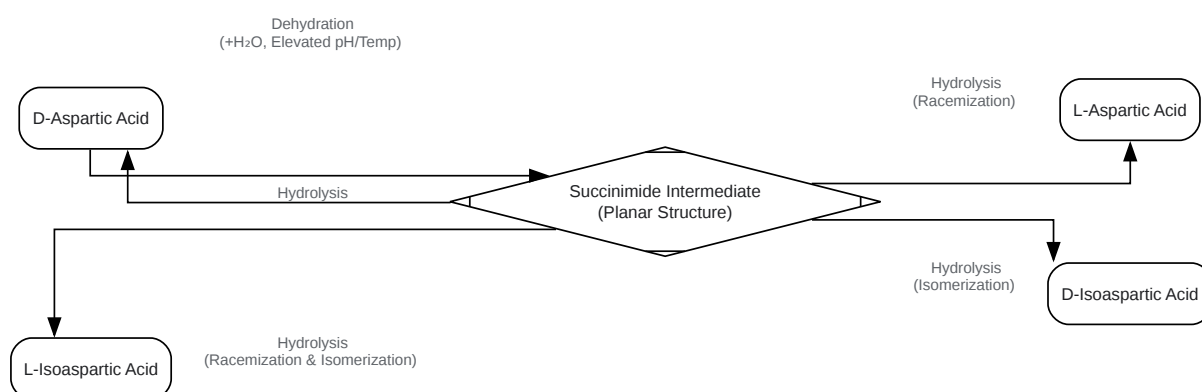 Dehydration
(+H₂O, Elevated pH/Temp)
D-Aspartic Acid
Hydrolysis
(Racemization)
L-Aspartic Acid
Hydrolysis
Succinimide Intermediate
(Planar Structure)
Hydrolysis
(Isomerization)
D-Isoaspartic Acid
Hydrolysis
(Racemization & Isomerization)
L-Isoaspartic Acid